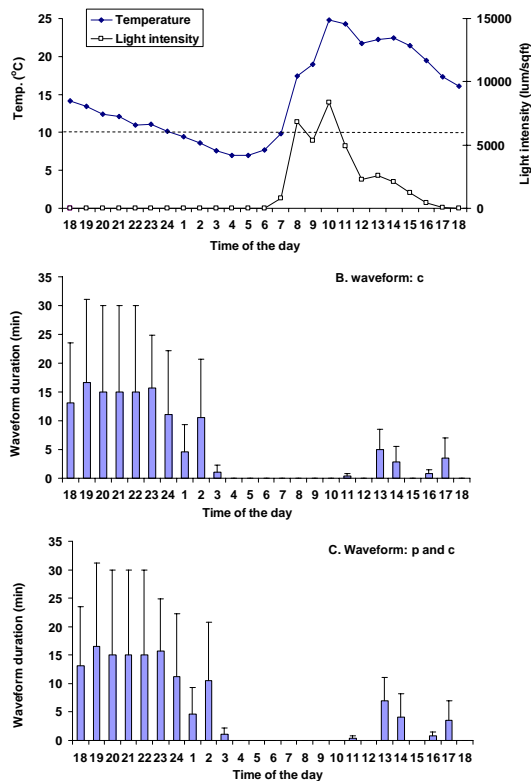 Temperature
Light intensity
25
20
15
10
5
0
Temp. (°C)
15000
10000
5000
0
Light intensity (lum/sqft)
18 19 20 21 22 23 24 1 2 3 4 5 6 7 8 9 10 11 12 13 14 15 16 17 18
Time of the day
B. waveform: c
35
30
25
20
15
10
5
0
Waveform duration (min)
18 19 20 21 22 23 24 1 2 3 4 5 6 7 8 9 10 11 12 13 14 15 16 17 18
Time of the day
C. Waveform: p and c
35
30
25
20
15
10
5
0
Waveform duration (min)
18 19 20 21 22 23 24 1 2 3 4 5 6 7 8 9 10 11 12 13 14 15 16 17 18
Time of the day